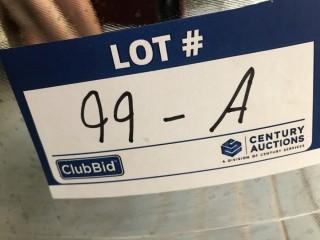 LOT #
99 - A
ClubBid
CENTURY
AUCTIONS
A DIVISION OF CENTURY SERVICES